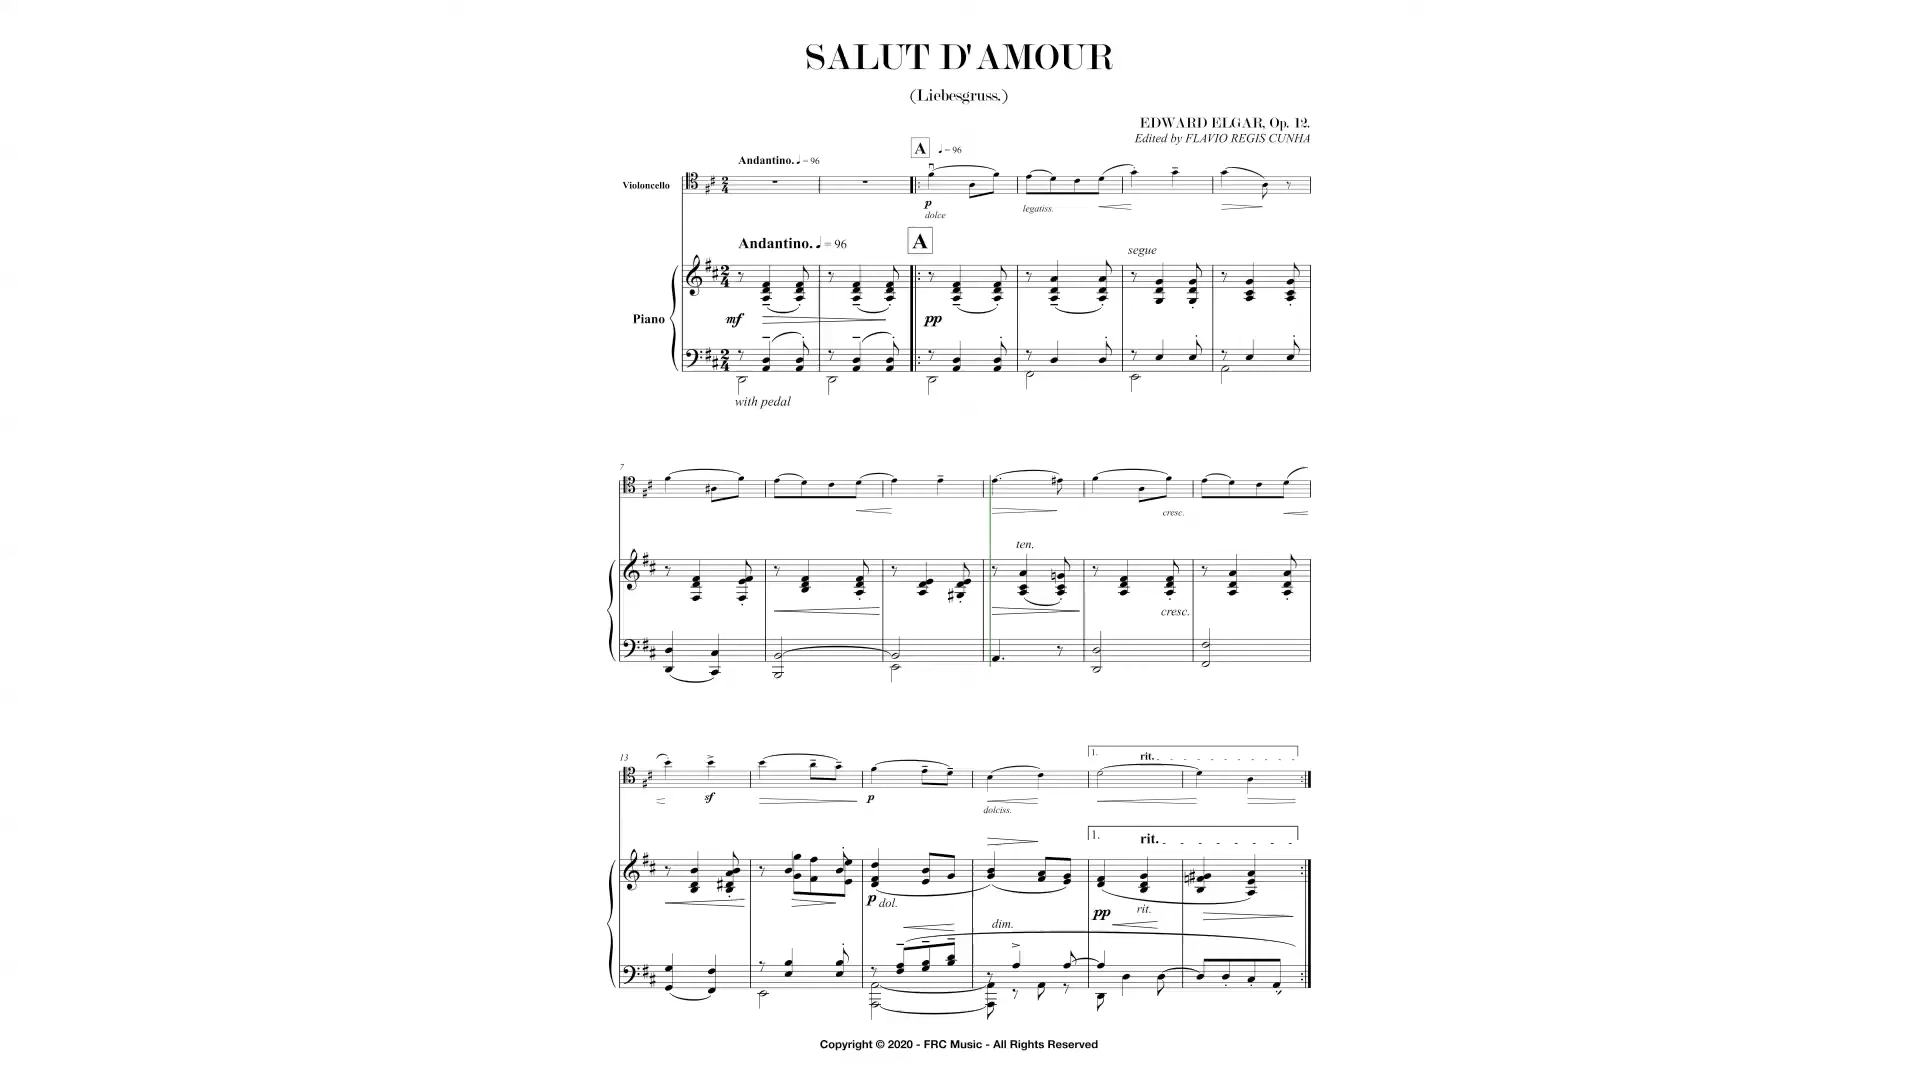 SALUT D'AMOUR
(Liebesgruss.)
EDWARD ELGAR, Op. 12.
Edited by FLAVIO REGIS CUNHA
Andantino. ♩ = 96
A ♩ = 96
Violoncello
p
dolce
legatiss.
Andantino. ♩ = 96
A
segue
Piano
mf
pp
with pedal
7
cresc.
ten.
cresc.
13
1.
rit.
sf
p
dolciss.
1.
rit.
p dol.
dim.
pp
rit.
Copyright © 2020 - FRC Music - All Rights Reserved